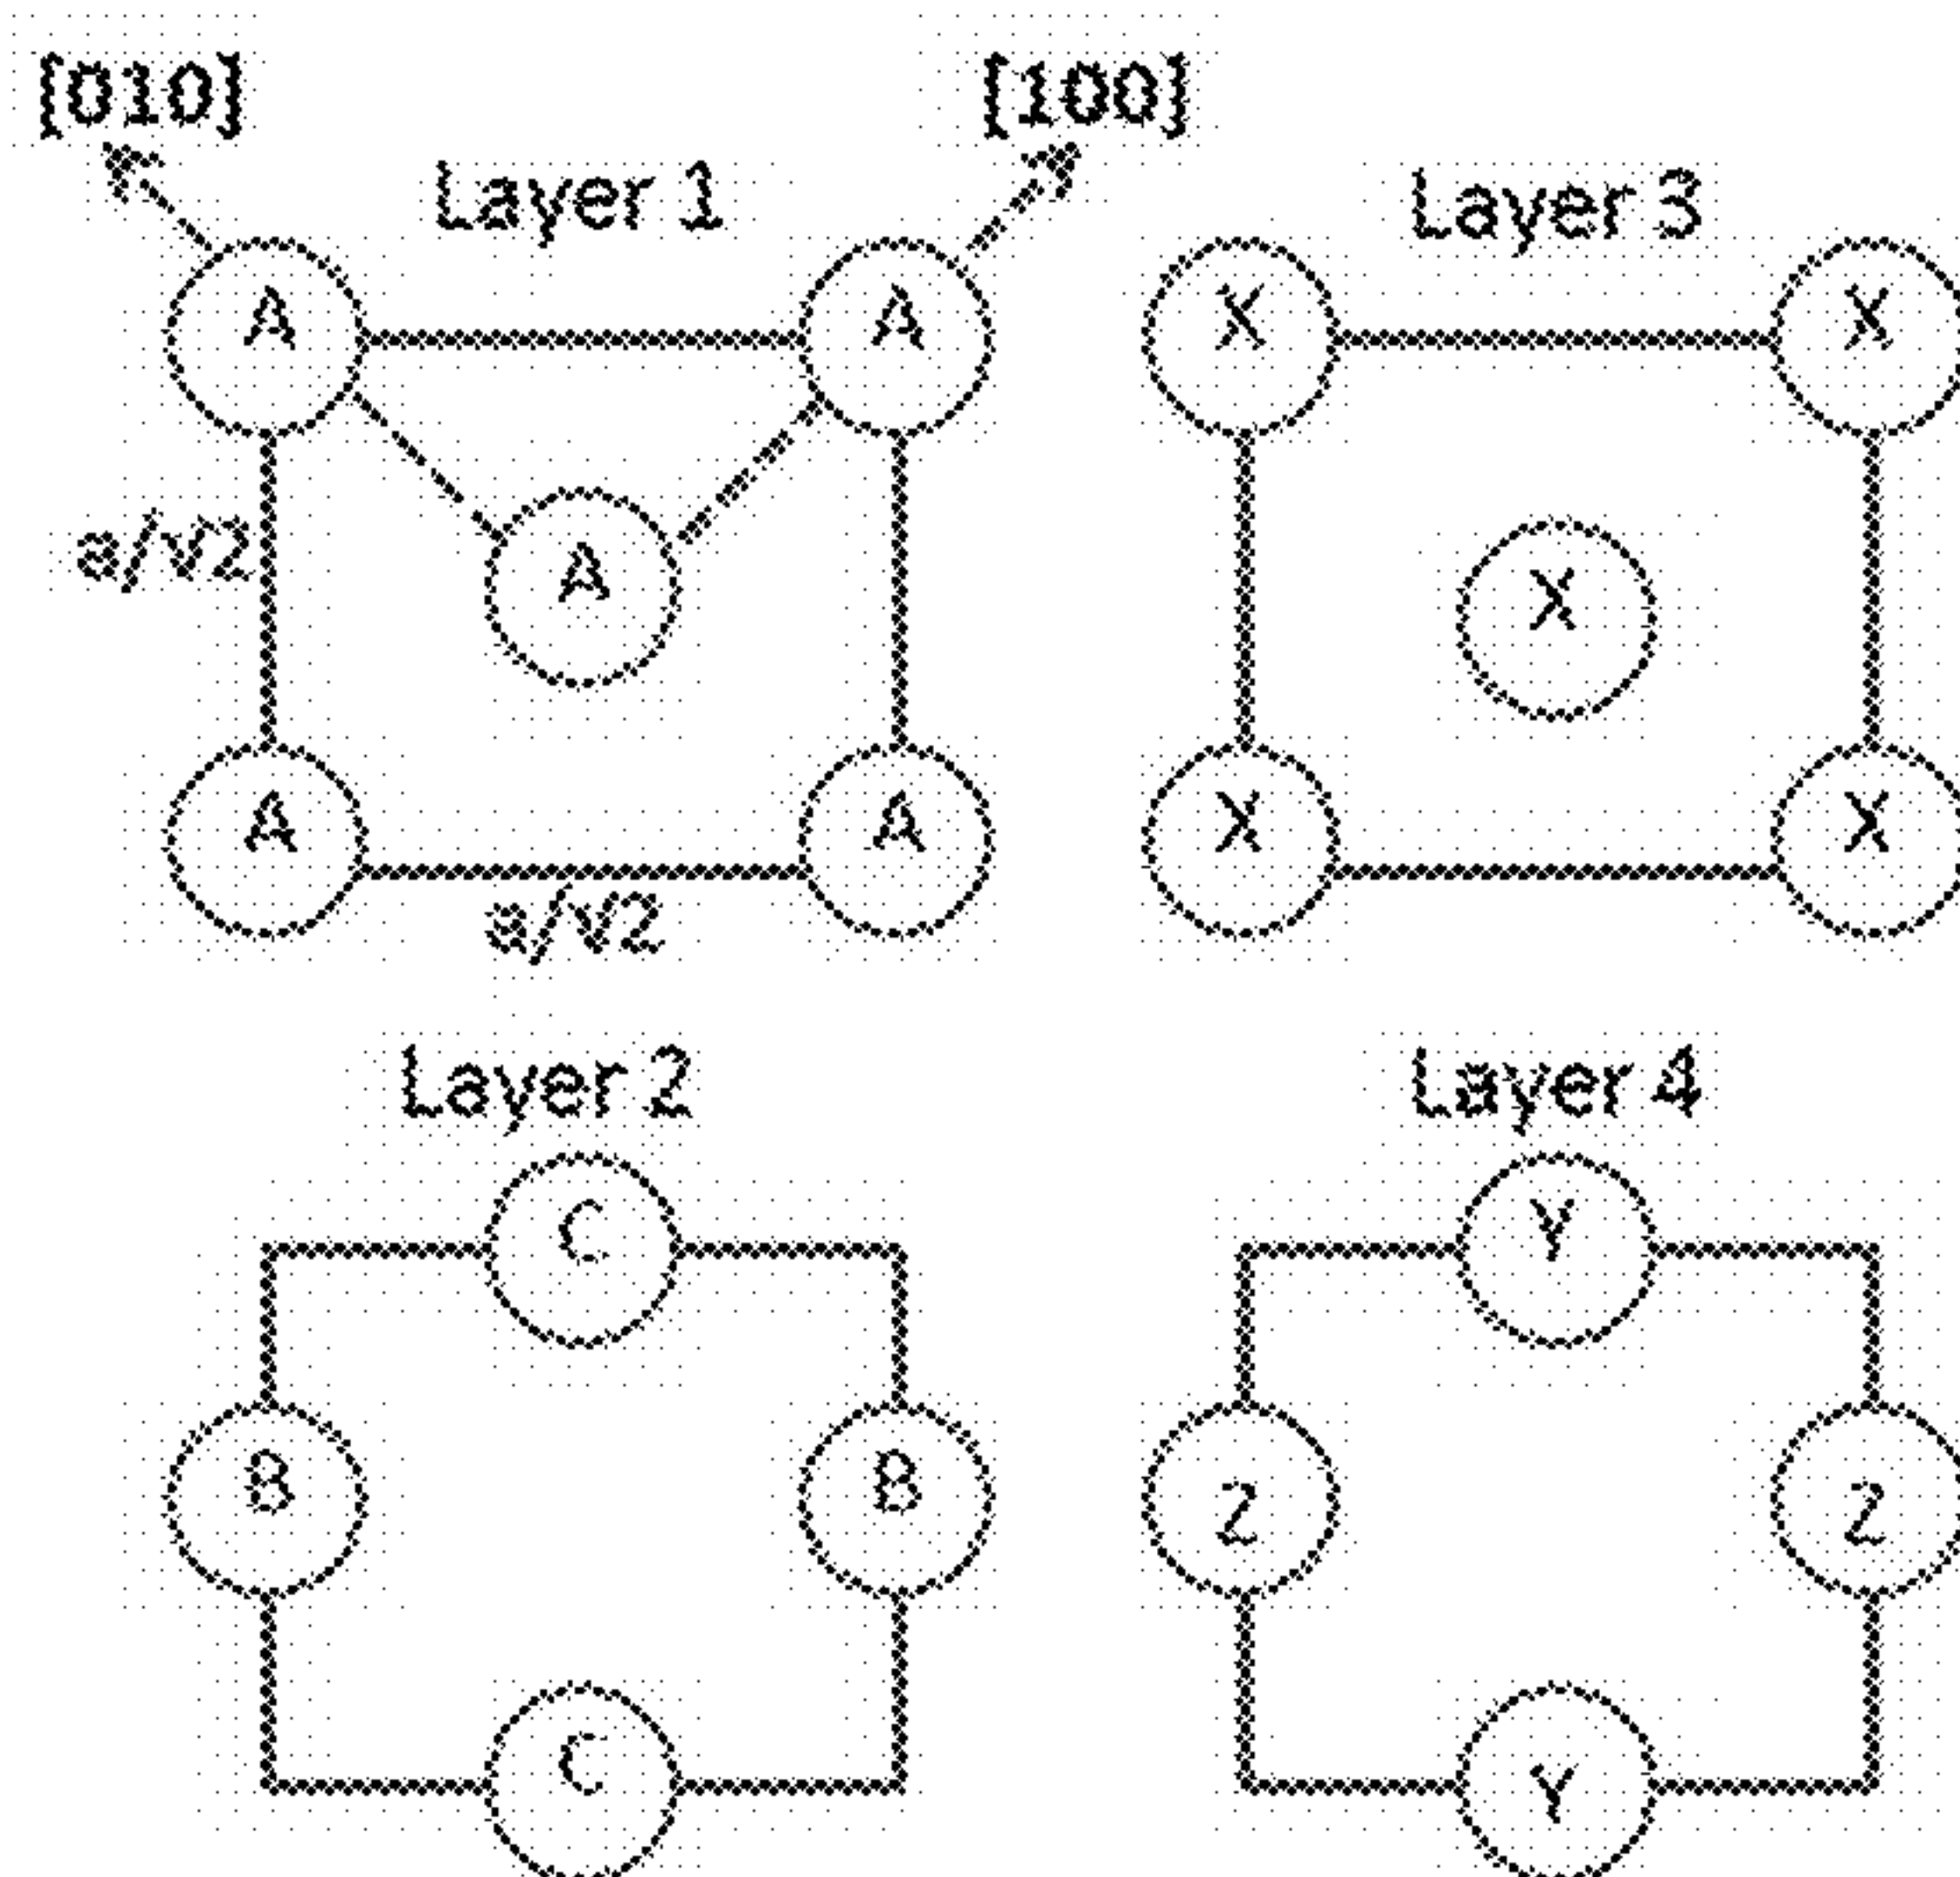 [010]
[100]
Layer 1
Layer 3
A
A
X
X
a/√2
A
X
A
A
X
X
a/√2
Layer 2
Layer 4
C
Y
B
B
Z
Z
C
Y